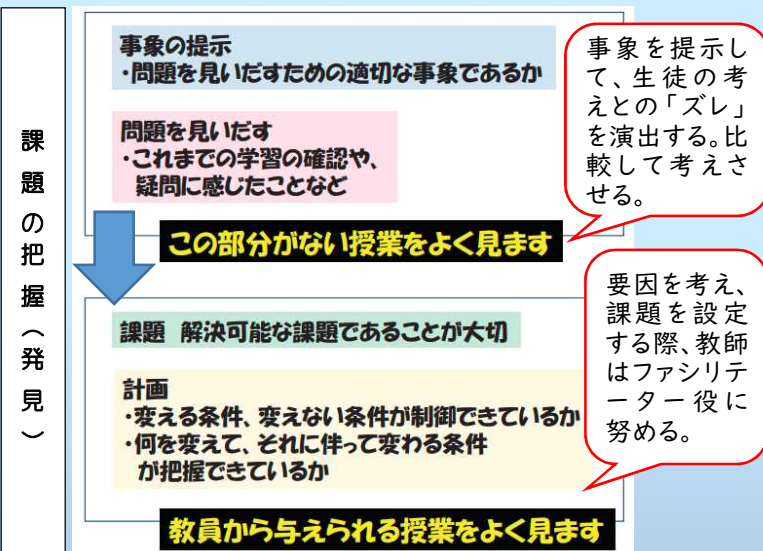 課題の把握（発見）
事象の提示
・問題を見いだすための適切な事象であるか
問題を見いだす
・これまでの学習の確認や、
疑問に感じたことなど
この部分がない授業をよく見ます
事象を提示し
て、生徒の考
えとの「ズレ」
を演出する。比
較して考えさ
せる。
課題 解決可能な課題であることが大切
計画
・変える条件、変えない条件が制御できているか
・何を変えて、それに伴って変わる条件
が把握できているか
教員から与えられる授業をよく見ます
要因を考え、
課題を設定
する際、教師
はファシリテ
ーター役に
努める。